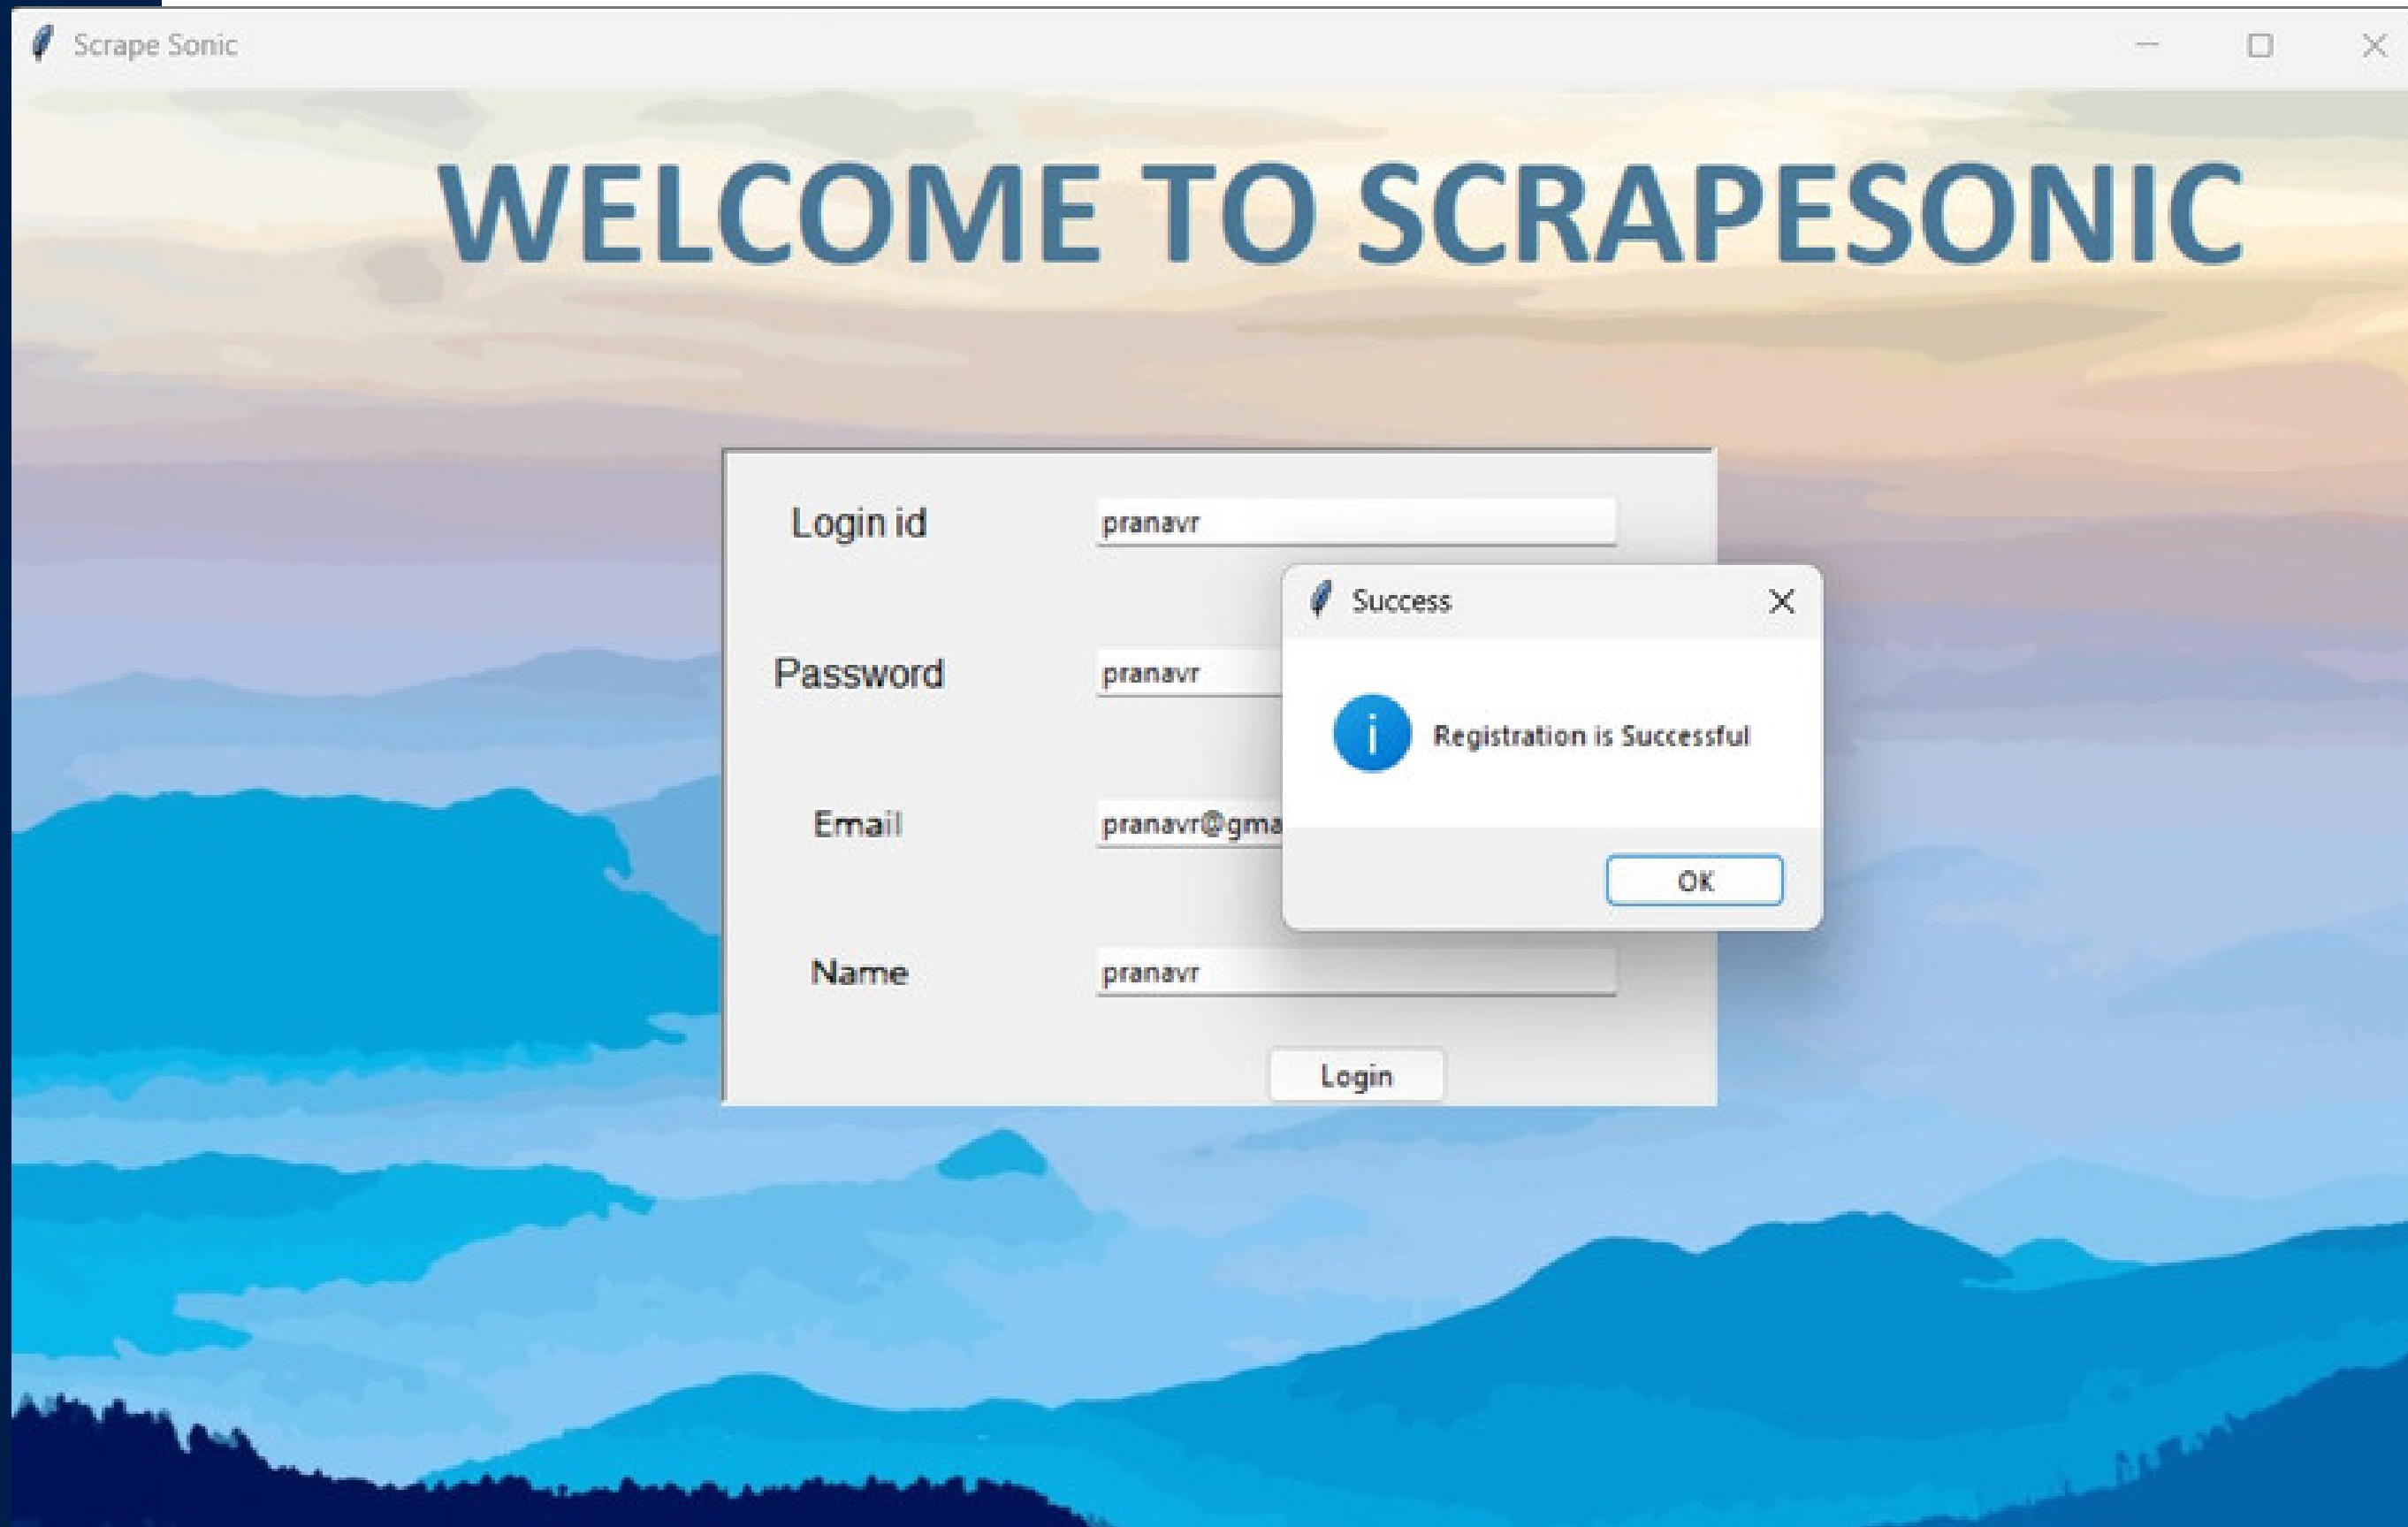 Scrape Sonic
WELCOME TO SCRAPESONIC
Login id pranavr
Success
Password pranavr
Registration is Successful
Email pranavr@gma
OK
Name pranavr
Login